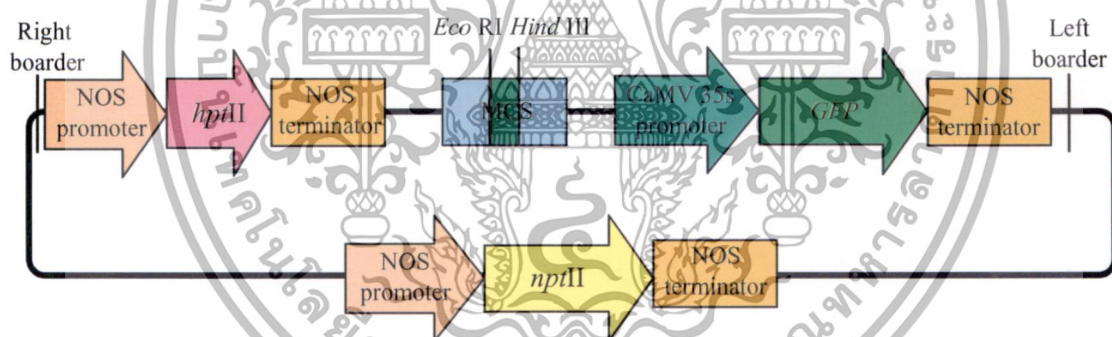 Right
boarder
Eco RI Hind III
Left
boarder
NOS
promoter
hptII
NOS
terminator
MCS
CaMV 35s
promoter
GFP
NOS
terminator
NOS
promoter
nptII
NOS
terminator